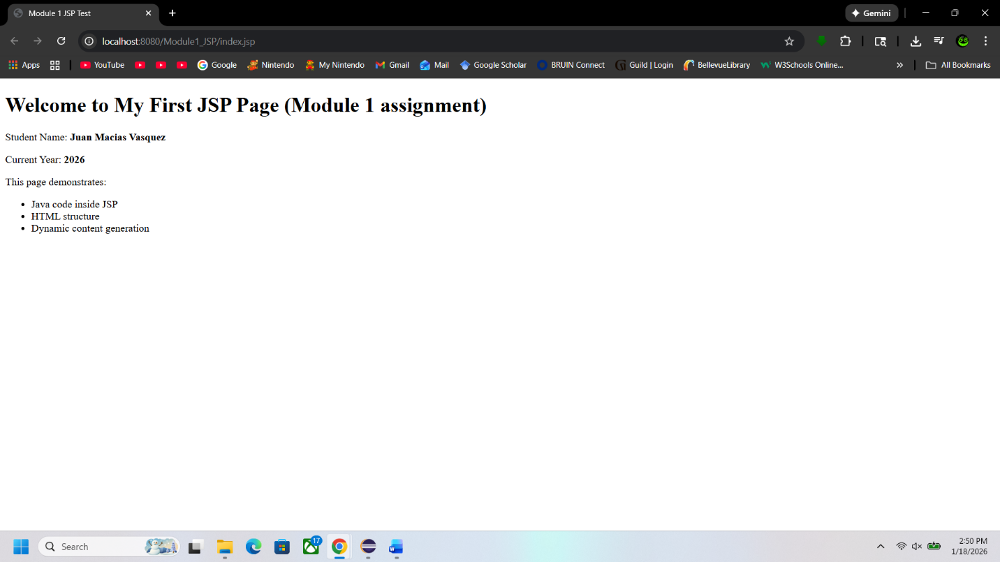 Module 1 JSP Test
Gemini
localhost:8080/Module1_JSP/index.jsp
Apps YouTube Google Nintendo My Nintendo Gmail Mail Google Scholar BRUIN Connect Guild | Login BellevueLibrary W3Schools Online... » All Bookmarks
Welcome to My First JSP Page (Module 1 assignment)
Student Name: Juan Macias Vasquez
Current Year: 2026
This page demonstrates:
• Java code inside JSP
• HTML structure
• Dynamic content generation
Search 17 2:50 PM
1/18/2026